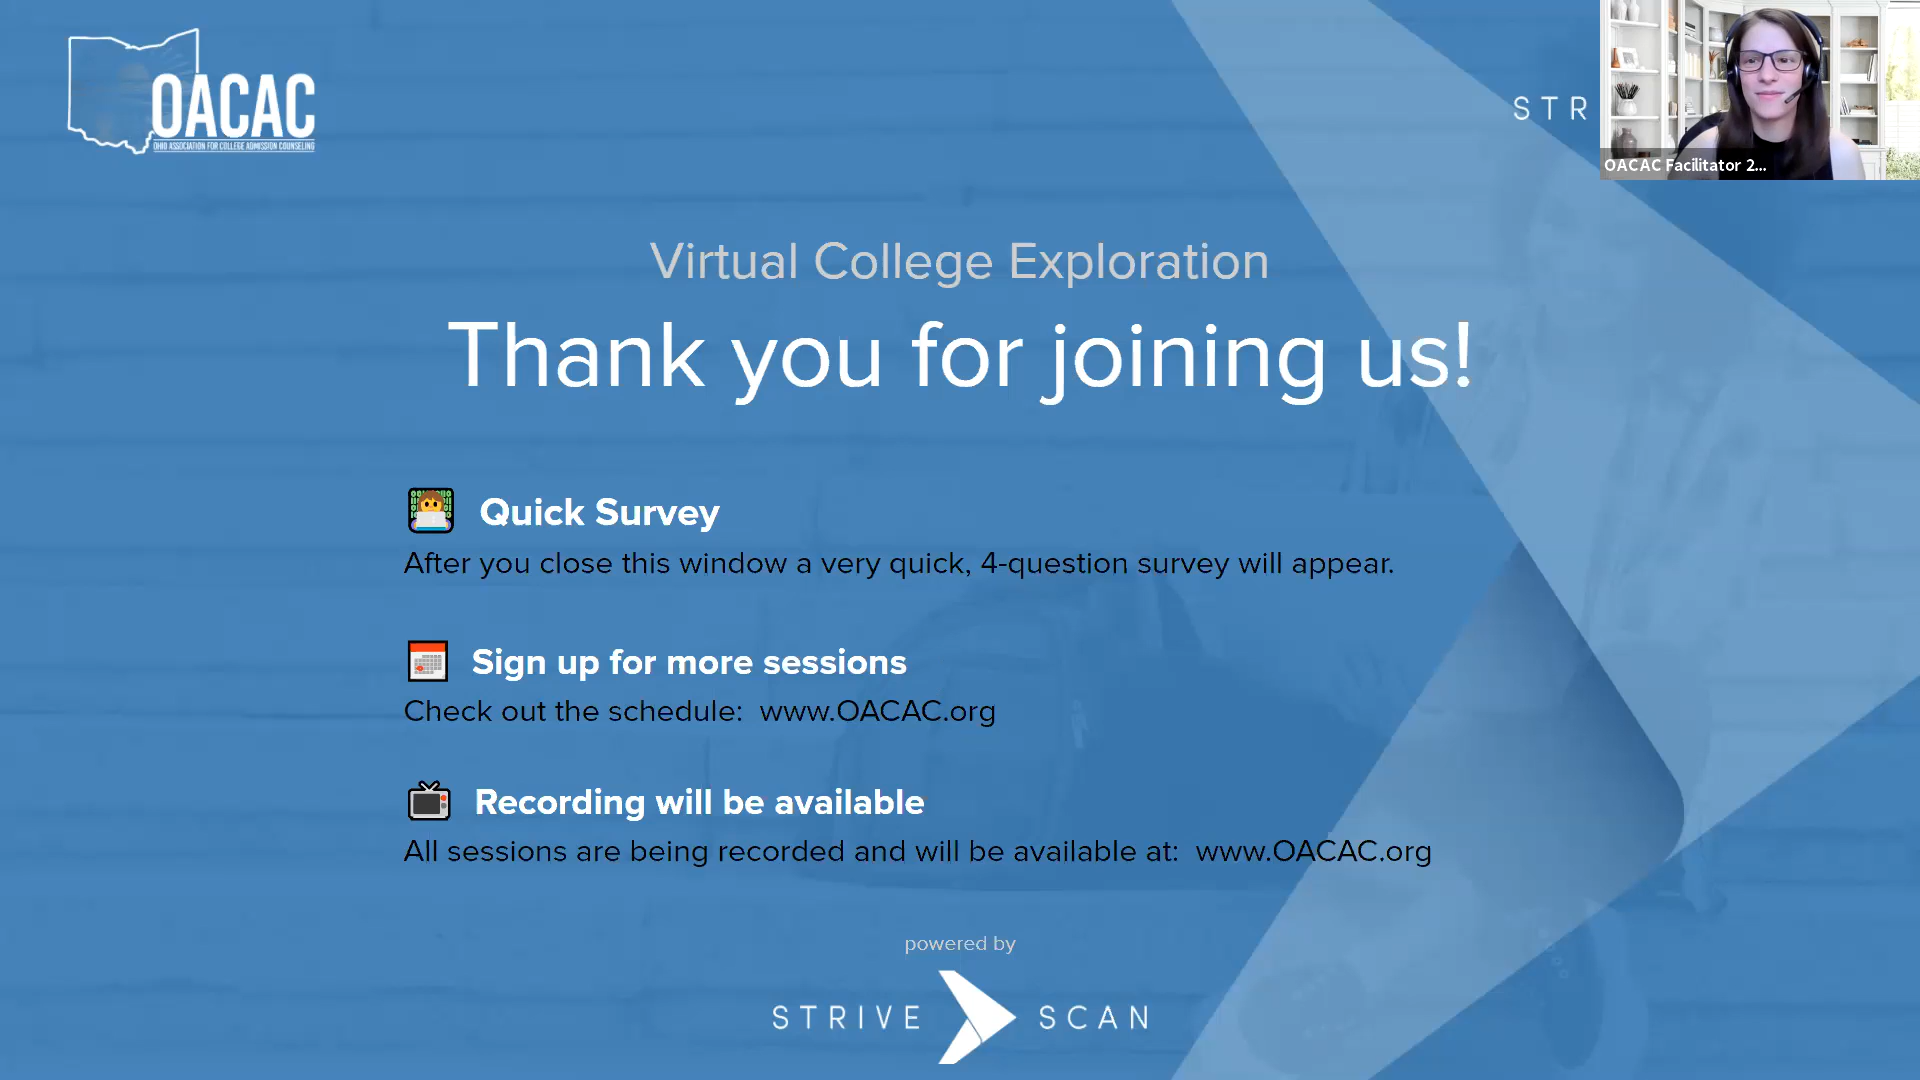 OACAC
OHIO ASSOCIATION FOR COLLEGE ADMISSION COUNSELING
STR
OACAC Facilitator 2...
Virtual College Exploration
Thank you for joining us!
Quick Survey
After you close this window a very quick, 4-question survey will appear.
Sign up for more sessions
Check out the schedule: www.OACAC.org
Recording will be available
All sessions are being recorded and will be available at: www.OACAC.org
powered by
STRIVE SCAN